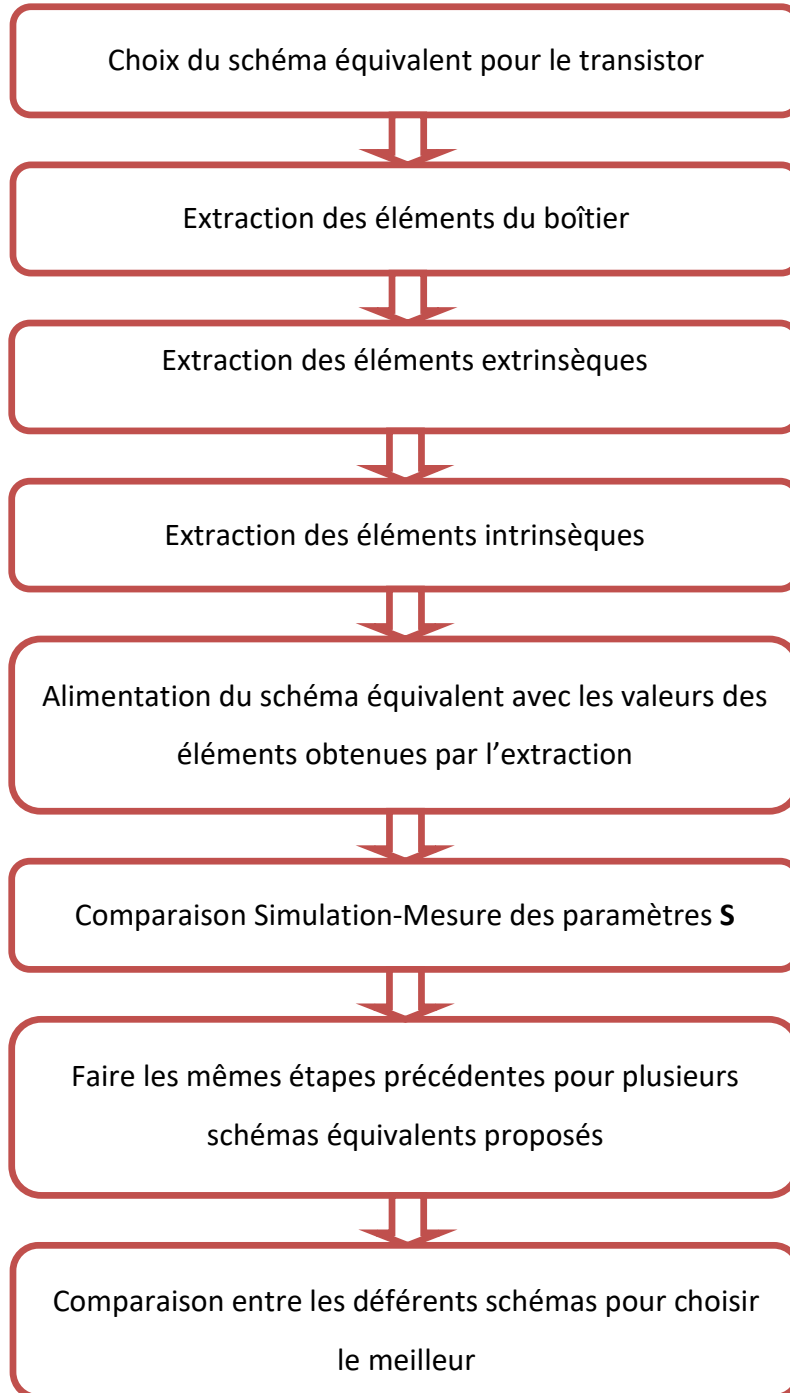 Choix du schéma équivalent pour le transistor
Extraction des éléments du boîtier
Extraction des éléments extrinsèques
Extraction des éléments intrinsèques
Alimentation du schéma équivalent avec les valeurs des
éléments obtenues par l’extraction
Comparaison Simulation-Mesure des paramètres S
Faire les mêmes étapes précédentes pour plusieurs
schémas équivalents proposés
Comparaison entre les déférents schémas pour choisir
le meilleur